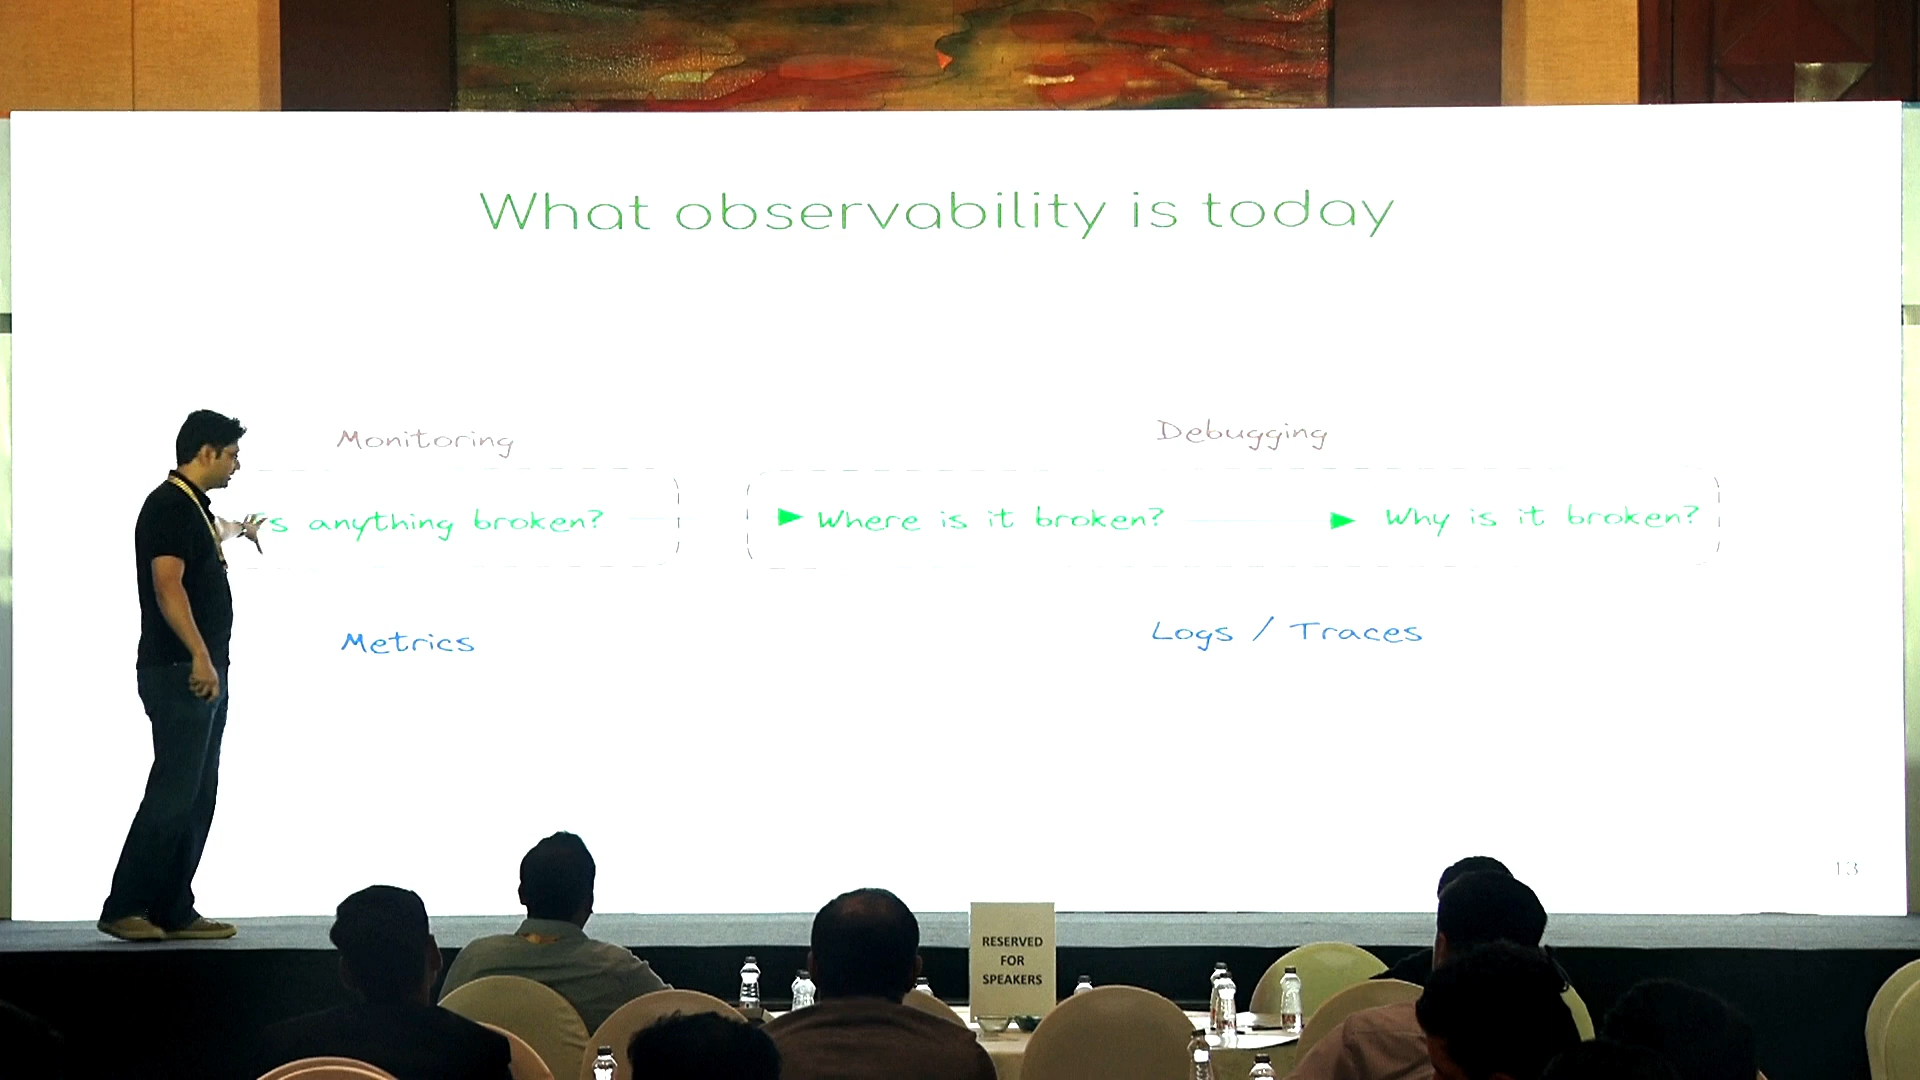 What observability is today
Monitoring
Debugging
Is anything broken?
Where is it broken?
Why is it broken?
Metrics
Logs / Traces
13
RESERVED
FOR
SPEAKERS